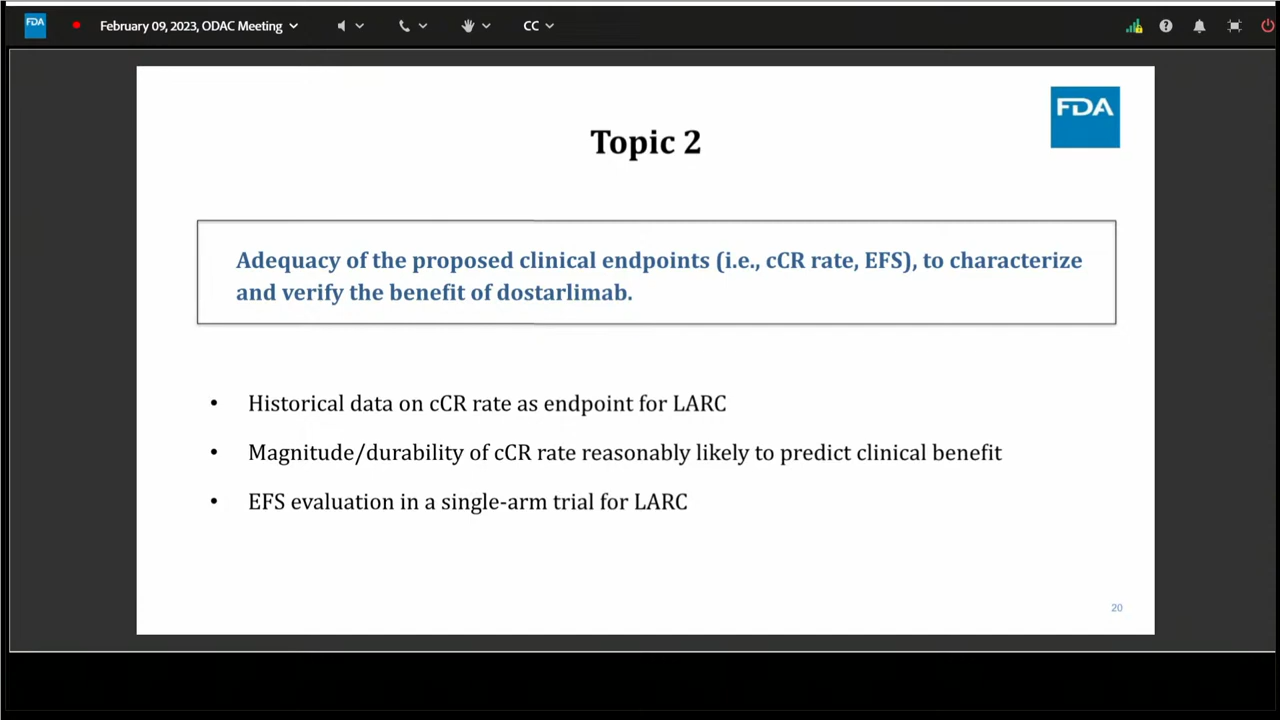 FDA
February 09, 2023, ODAC Meeting
CC
FDA
Topic 2
Adequacy of the proposed clinical endpoints (i.e., cCR rate, EFS), to characterize
and verify the benefit of dostarlimab.
• Historical data on cCR rate as endpoint for LARC
• Magnitude/durability of cCR rate reasonably likely to predict clinical benefit
• EFS evaluation in a single-arm trial for LARC
20